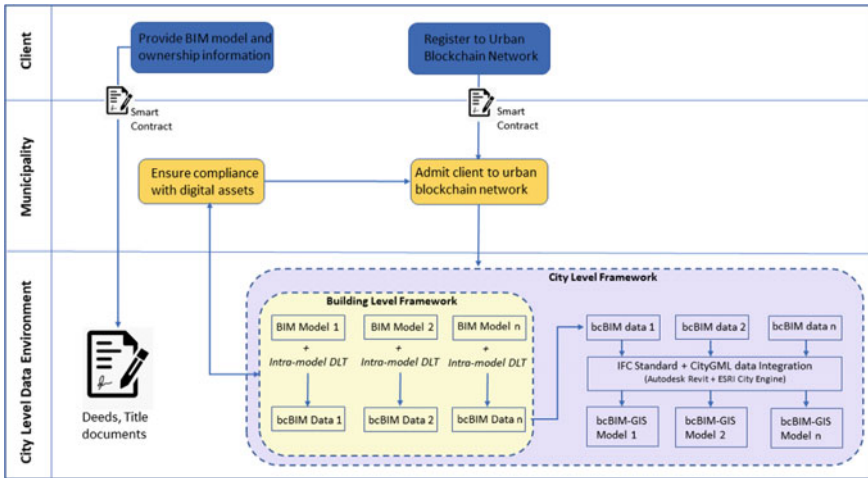 Client
Provide BIM model and
ownership information
Register to Urban
Blockchain Network
Smart
Contract
Smart
Contract
Municipality
Ensure compliance
with digital assets
Admit client to urban
blockchain network
City Level Data Environment
Deeds, Title
documents
City Level Framework
Building Level Framework
BIM Model 1
BIM Model 2
BIM Model n
+
+
+
Intra-model DLT
Intra-model DLT
Intra-model DLT
bcBIM Data 1
bcBIM Data 2
bcBIM Data n
bcBIM data 1
bcBIM data 2
bcBIM data n
IFC Standard + CityGML data Integration
(Autodesk Revit + ESRI City Engine)
bcBIM-GIS
Model 1
bcBIM-GIS
Model 2
bcBIM-GIS
Model n